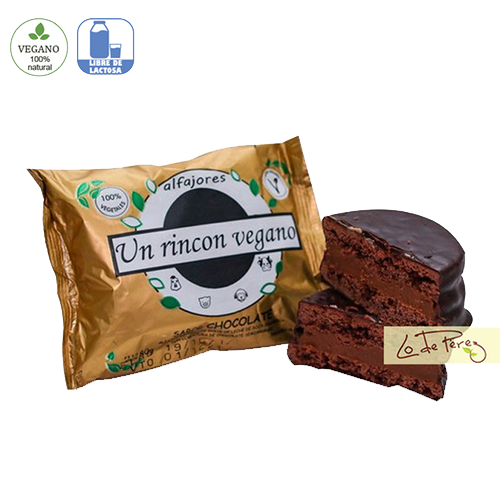 VEGANO
100%
natural
LIBRE DE
LACTOSA
alfajores
100%
VEGETALES
Un rincon vegano
SABOR CHOCOLATE
Lo De Perez